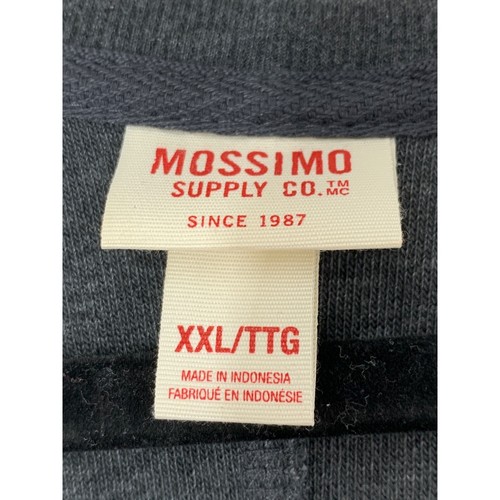 MOSSIMO
SUPPLY CO.™ MC
SINCE 1987
XXL/TTG
MADE IN INDONESIA
FABRIQUÉ EN INDONÉSIE